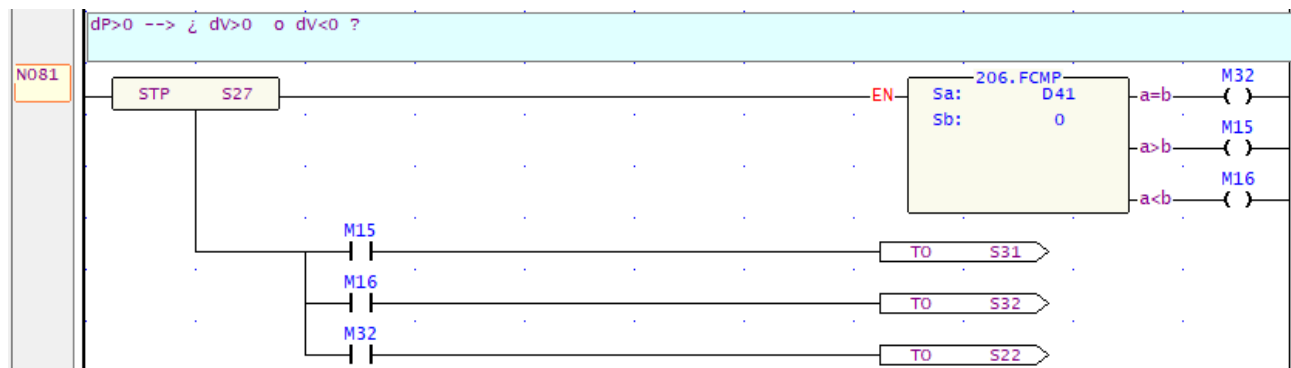 dP>0 --> ¿ dV>0 o dV<0 ?
N081
STP S27
EN
206.FCMP
Sa: D41
Sb: 0
a=b
M32
( )
a>b
M15
( )
a<b
M16
( )
M15
TO S31
M16
TO S32
M32
TO S22